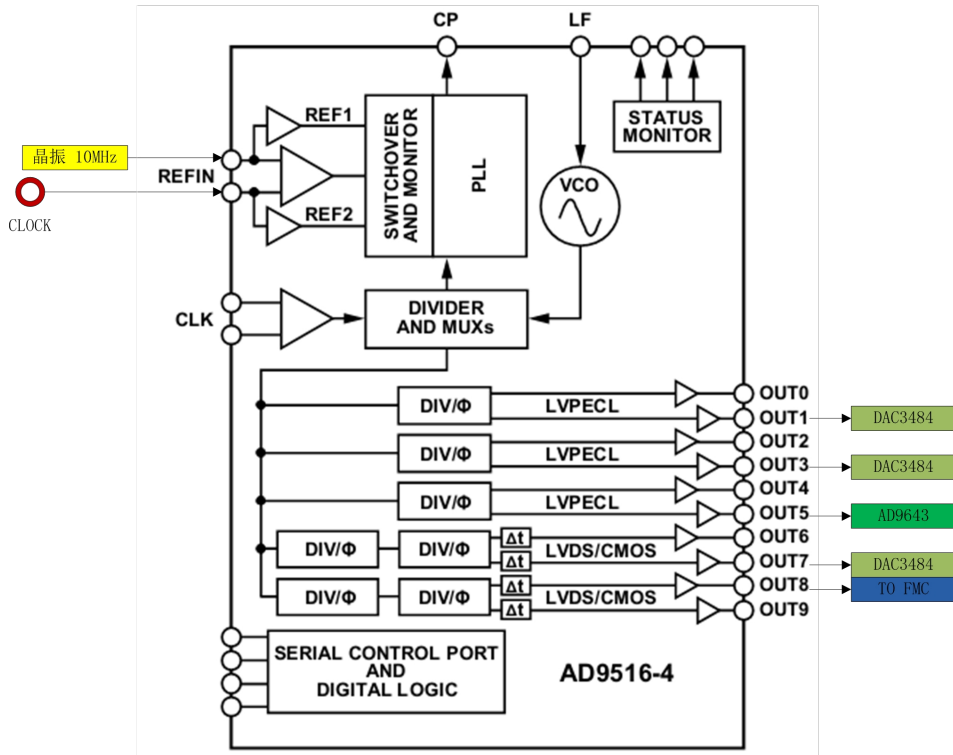 CP
LF
REF1
SWITCHOVER
AND MONITOR
PLL
STATUS
MONITOR
晶振 10MHz
REFIN
VCO
CLOCK
REF2
CLK
DIVIDER
AND MUXs
DIV/Φ
LVPECL
OUT0
OUT1
DAC3484
DIV/Φ
LVPECL
OUT2
OUT3
DAC3484
DIV/Φ
LVPECL
OUT4
OUT5
AD9643
DIV/Φ
DIV/Φ
Δt
Δt
LVDS/CMOS
OUT6
OUT7
DAC3484
DIV/Φ
DIV/Φ
Δt
Δt
LVDS/CMOS
OUT8
TO FMC
OUT9
SERIAL CONTROL PORT
AND
DIGITAL LOGIC
AD9516-4